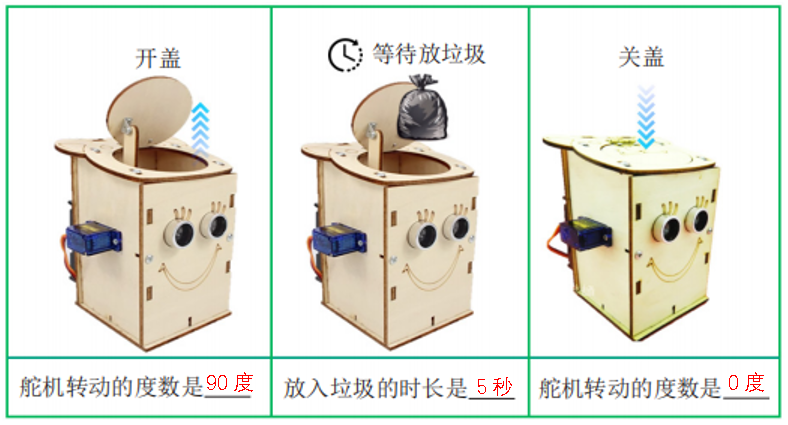 开盖
等待放垃圾
关盖
舵机转动的度数是90度
放入垃圾的时长是5秒
舵机转动的度数是0度